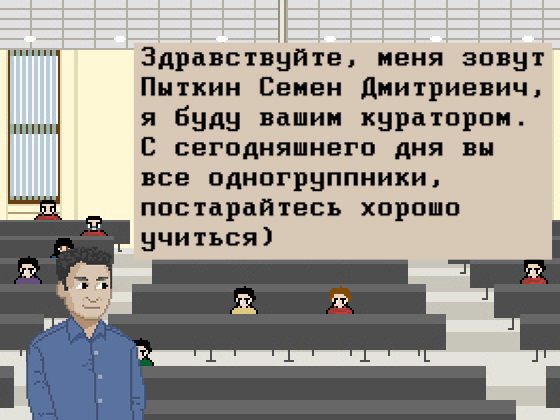 Здравствуйте, меня зовут
Пыткин Семен Дмитриевич,
я буду вашим куратором.
С сегодняшнего дня вы
все одногруппники,
постарайтесь хорошо
учиться)